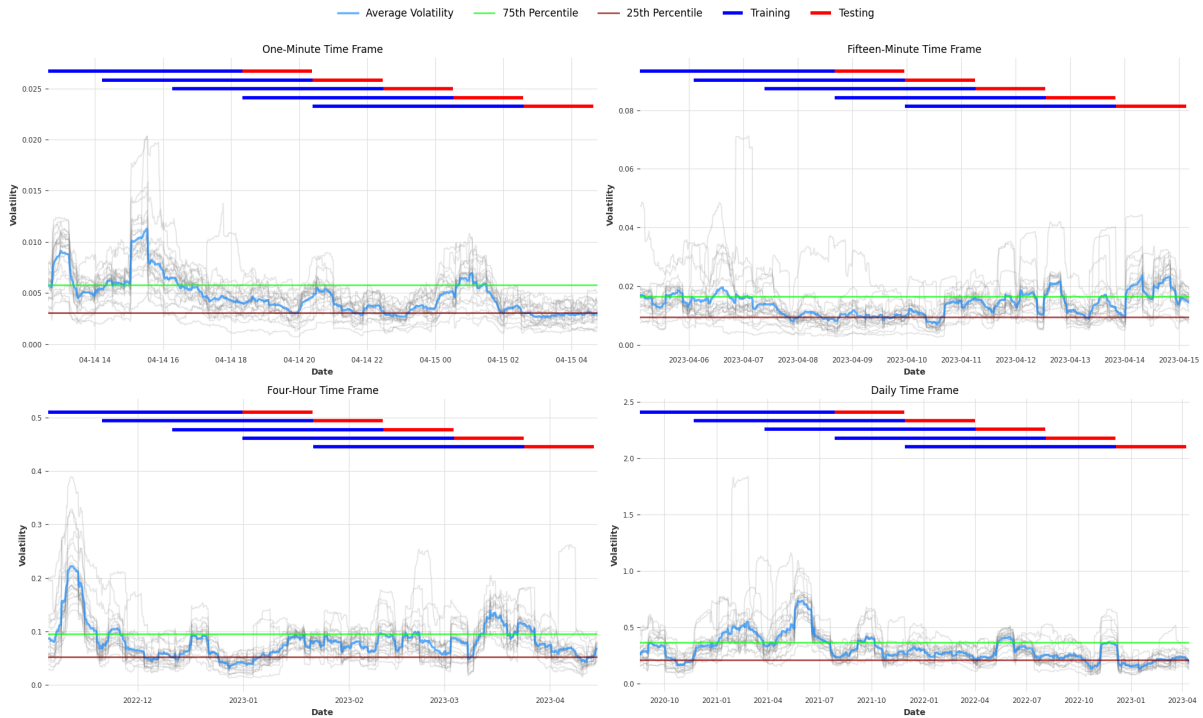 Average Volatility 75th Percentile 25th Percentile Training Testing
One-Minute Time Frame
0.025
0.020
0.015
0.010
0.005
0.000
Volatility
04-14 14 04-14 16 04-14 18 04-14 20 04-14 22 04-15 00 04-15 02 04-15 04
Date
Fifteen-Minute Time Frame
0.08
0.06
0.04
0.02
0.00
Volatility
2023-04-06 2023-04-07 2023-04-08 2023-04-09 2023-04-10 2023-04-11 2023-04-12 2023-04-13 2023-04-14 2023-04-15
Date
Four-Hour Time Frame
0.5
0.4
0.3
0.2
0.1
0.0
Volatility
2022-12 2023-01 2023-02 2023-03 2023-04
Date
Daily Time Frame
2.5
2.0
1.5
1.0
0.5
0.0
Volatility
2020-10 2021-01 2021-04 2021-07 2021-10 2022-01 2022-04 2022-07 2022-10 2023-01 2023-04
Date